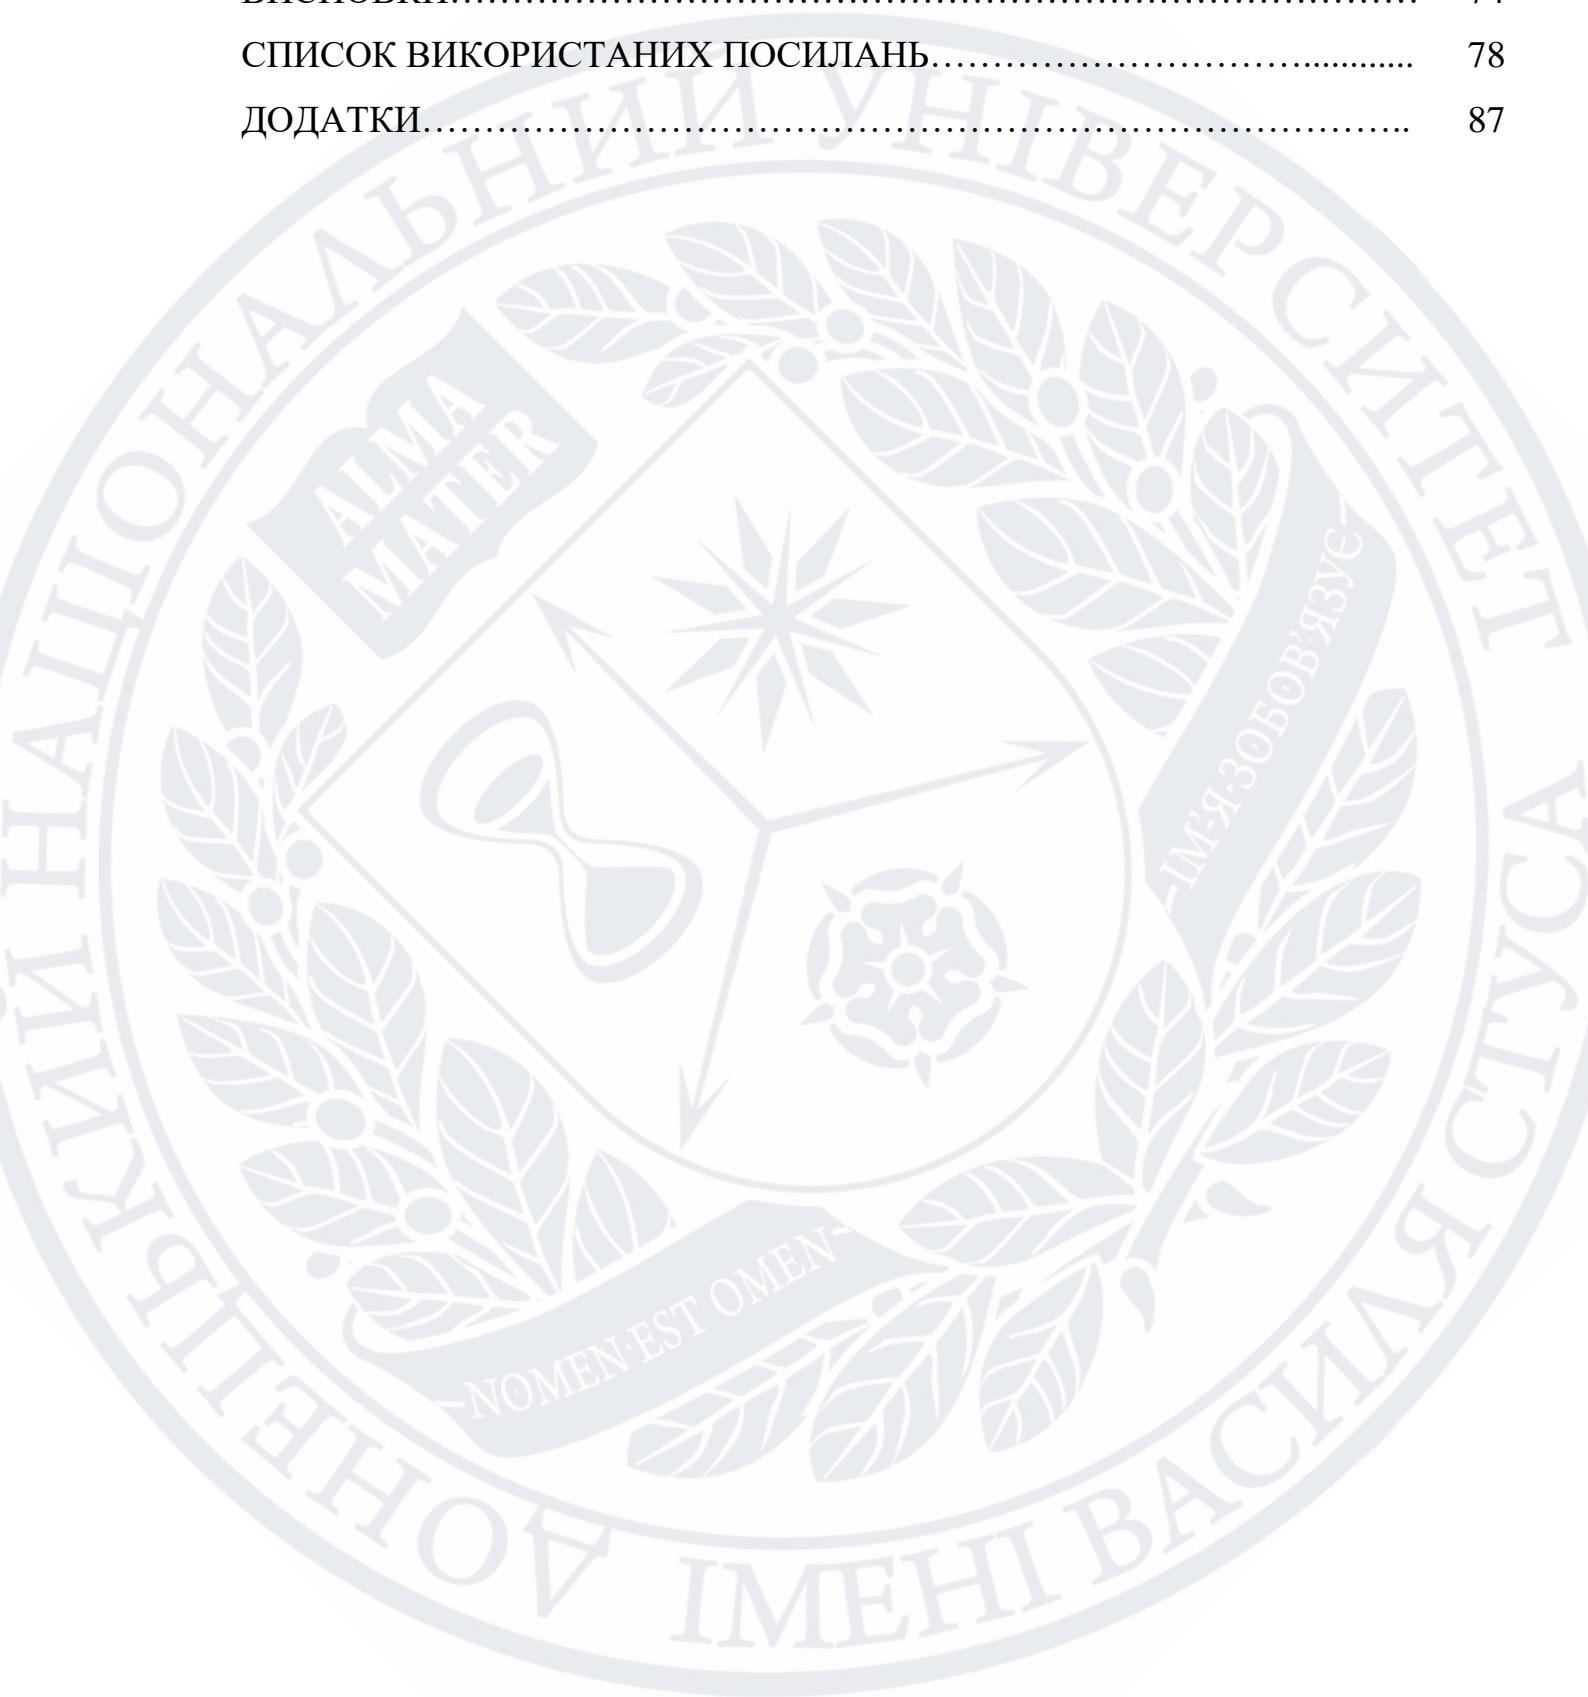 СПИСОК ВИКОРИСТАНИХ ПОСИЛАНЬ………………………….............. 78
ДОДАТКИ…………………………………………………………………….. 87
ДОНЕЦЬКИЙ НАЦІОНАЛЬНИЙ УНІВЕРСИТЕТ
ІМЕНІ ВАСИЛЯ СТУСА
ALMA
MATER
ІМ'Я·ЗОБОВ'ЯЗУЄ
NOMEN·EST·OMEN